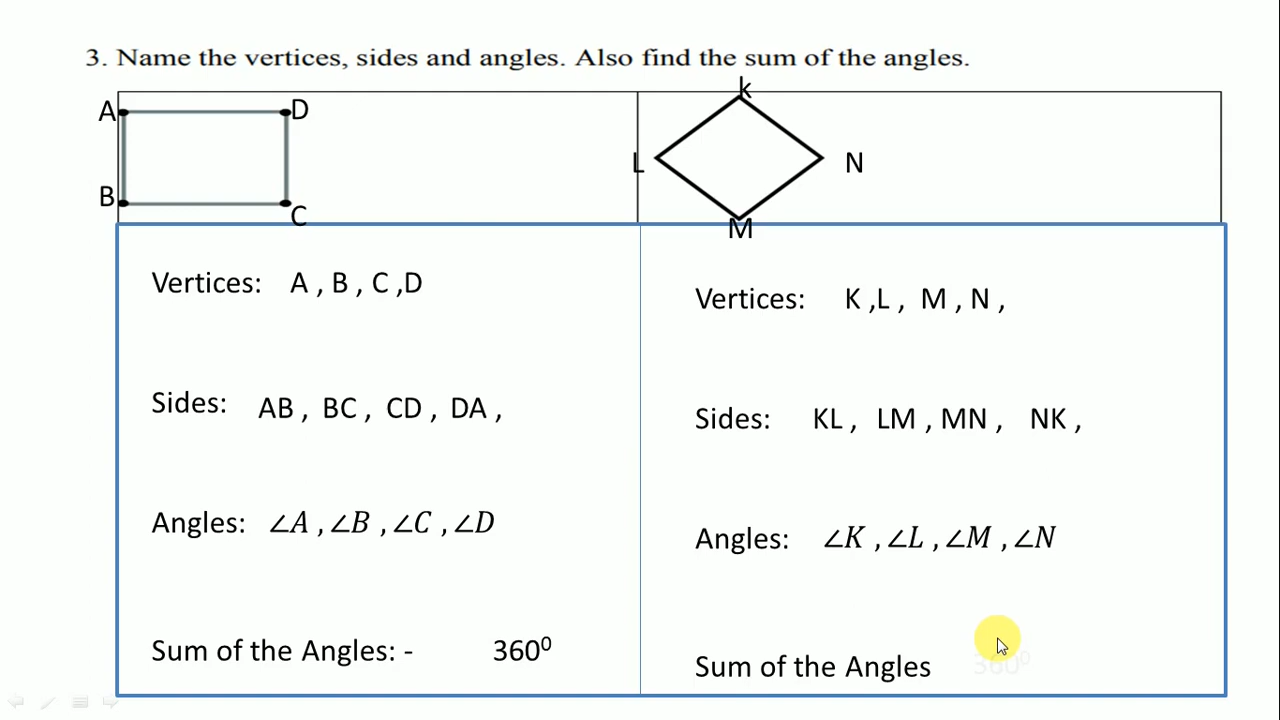 3. Name the vertices, sides and angles. Also find the sum of the angles.
A
D
B
C
k
L
N
M
Vertices: A , B , C ,D
Sides: AB , BC , CD , DA ,
Angles: ∠A , ∠B , ∠C , ∠D
Sum of the Angles: - 360⁰
Vertices: K ,L , M , N ,
Sides: KL , LM , MN , NK ,
Angles: ∠K , ∠L , ∠M , ∠N
Sum of the Angles 360⁰